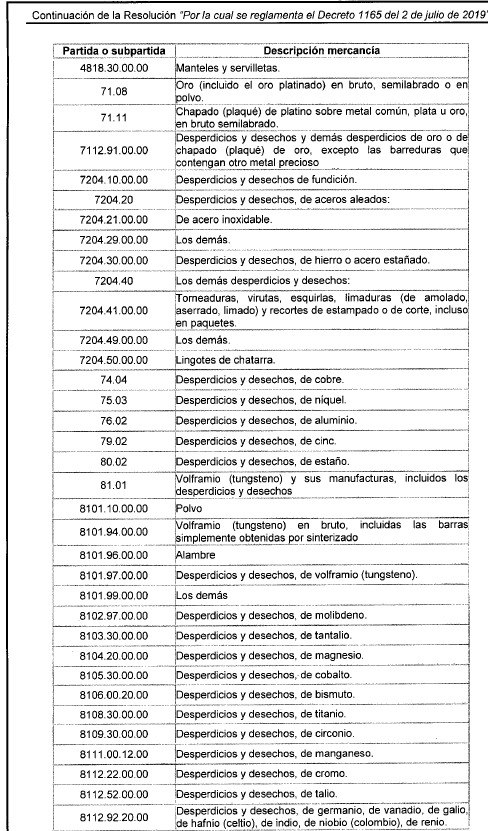 Continuación de la Resolución "Por la cual se reglamenta el Decreto 1165 del 2 de julio de 2019"
Partida o subpartida Descripción mercancía
4818.30.00.00 Manteles y servilletas.
71.08 Oro (incluido el oro platinado) en bruto, semilabrado o en
polvo.
71.11 Chapado (plaqué) de platino sobre metal común, plata u oro,
en bruto semilabrado.
7112.91.00.00 Desperdicios y desechos y demás desperdicios de oro o de
chapado (plaqué) de oro, excepto las barreduras que
contengan otro metal precioso
7204.10.00.00 Desperdicios y desechos de fundición.
7204.20 Desperdicios y desechos, de aceros aleados:
7204.21.00.00 De acero inoxidable.
7204.29.00.00 Los demás.
7204.30.00.00 Desperdicios y desechos, de hierro o acero estañado.
7204.40 Los demás desperdicios y desechos:
7204.41.00.00 Torneaduras, virutas, esquirlas, limaduras (de amolado,
aserrado, limado) y recortes de estampado o de corte, incluso
en paquetes.
7204.49.00.00 Los demás.
7204.50.00.00 Lingotes de chatarra.
74.04 Desperdicios y desechos, de cobre.
75.03 Desperdicios y desechos, de níquel.
76.02 Desperdicios y desechos, de aluminio.
79.02 Desperdicios y desechos, de cinc.
80.02 Desperdicios y desechos, de estaño.
81.01 Volframio (tungsteno) y sus manufacturas, incluidos los
desperdicios y desechos
8101.10.00.00 Polvo
8101.94.00.00 Volframio (tungsteno) en bruto, incluidas las barras
simplemente obtenidas por sinterizado
8101.96.00.00 Alambre
8101.97.00.00 Desperdicios y desechos, de volframio (tungsteno).
8101.99.00.00 Los demás
8102.97.00.00 Desperdicios y desechos, de molibdeno.
8103.30.00.00 Desperdicios y desechos, de tantalio.
8104.20.00.00 Desperdicios y desechos, de magnesio.
8105.30.00.00 Desperdicios y desechos, de cobalto.
8106.00.20.00 Desperdicios y desechos, de bismuto.
8108.30.00.00 Desperdicios y desechos, de titanio.
8109.30.00.00 Desperdicios y desechos, de circonio.
8111.00.12.00 Desperdicios y desechos, de manganeso.
8112.22.00.00 Desperdicios y desechos, de cromo.
8112.52.00.00 Desperdicios y desechos, de talio.
8112.92.20.00 Desperdicios y desechos, de germanio, de vanadio, de galio,
de hafnio (celtio), de indio, de niobio (colombio), de renio.